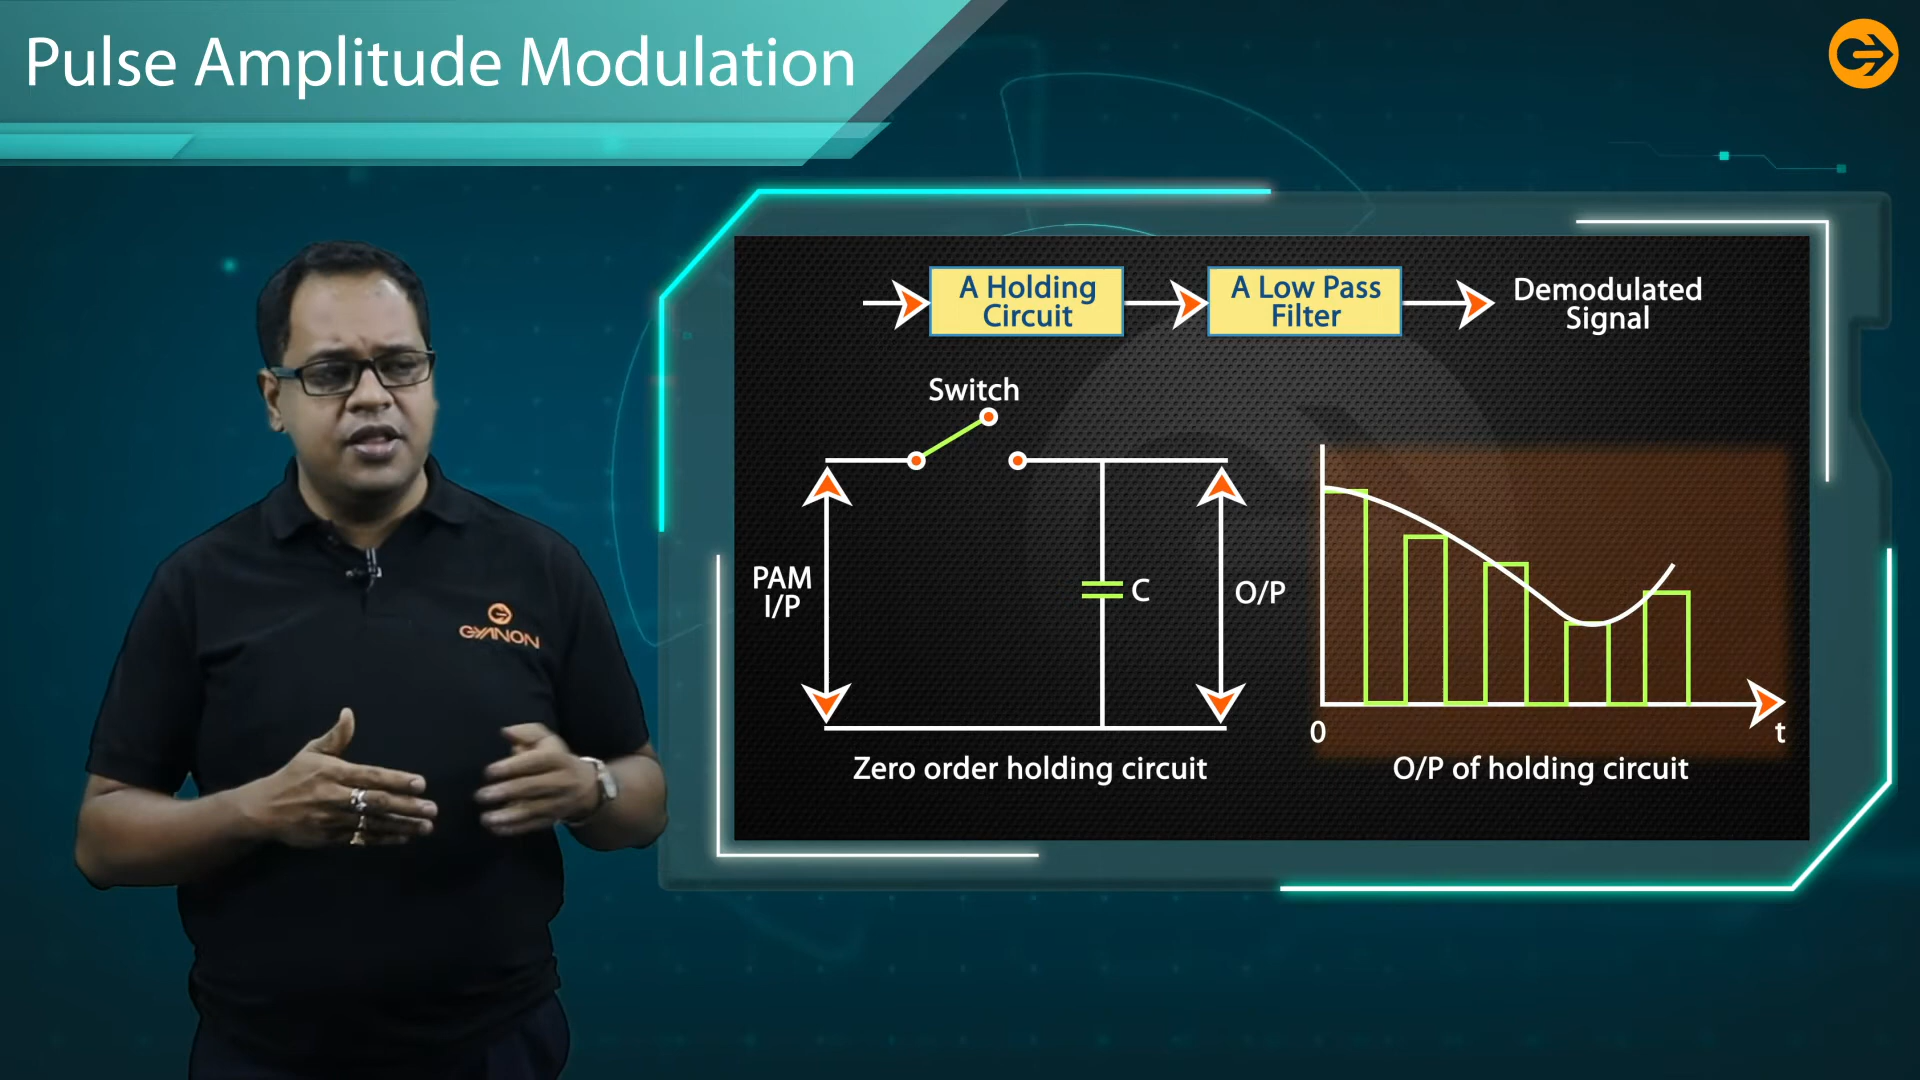 Pulse Amplitude Modulation
A Holding
Circuit
A Low Pass
Filter
Demodulated
Signal
Switch
PAM
I/P
C
O/P
Zero order holding circuit
0
t
O/P of holding circuit
GYANON